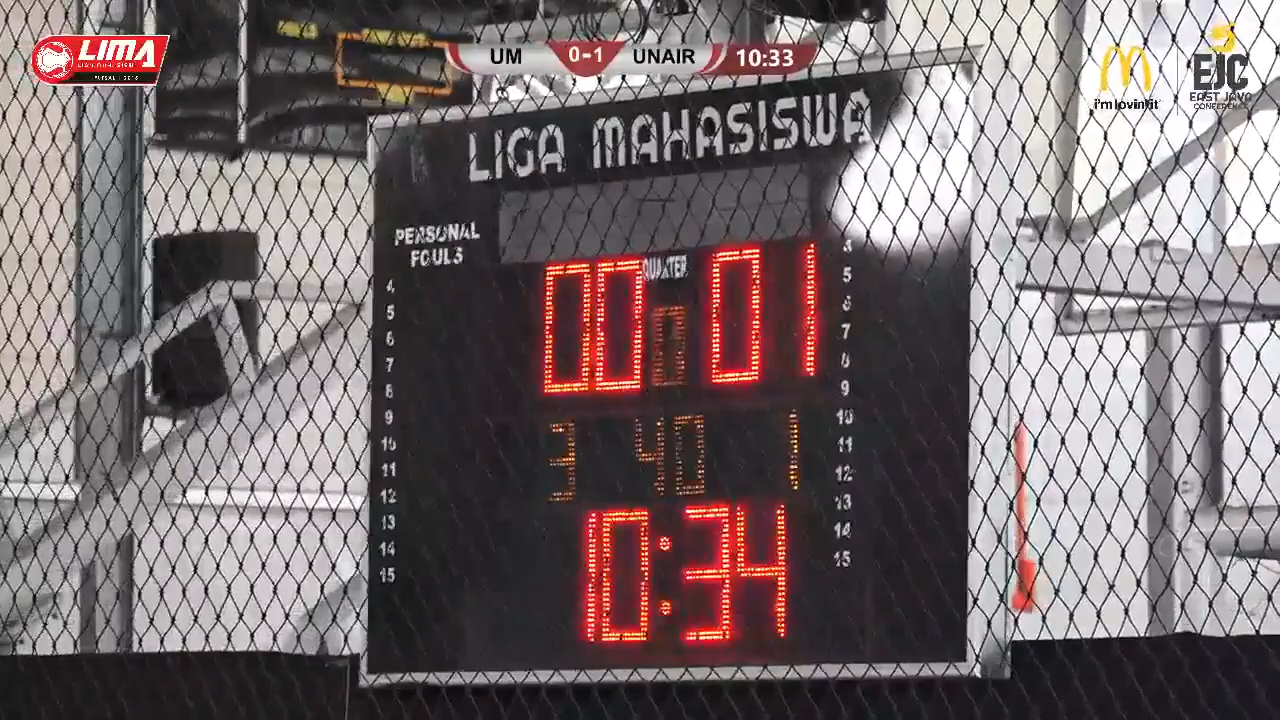 LIMA
UM 0-1 UNAIR 10:33
i'm lovin' it
EJC
EAST JAVA
CONFERENCE
LIGA MAHASISWA
PERSONAL
FOULS
QUARTER
00 0 01
4
5
6
7
8
9
10
11
12
13
14
15
4
5
6
7
8
9
10
11
12
13
14
15
3 40 1
10:34